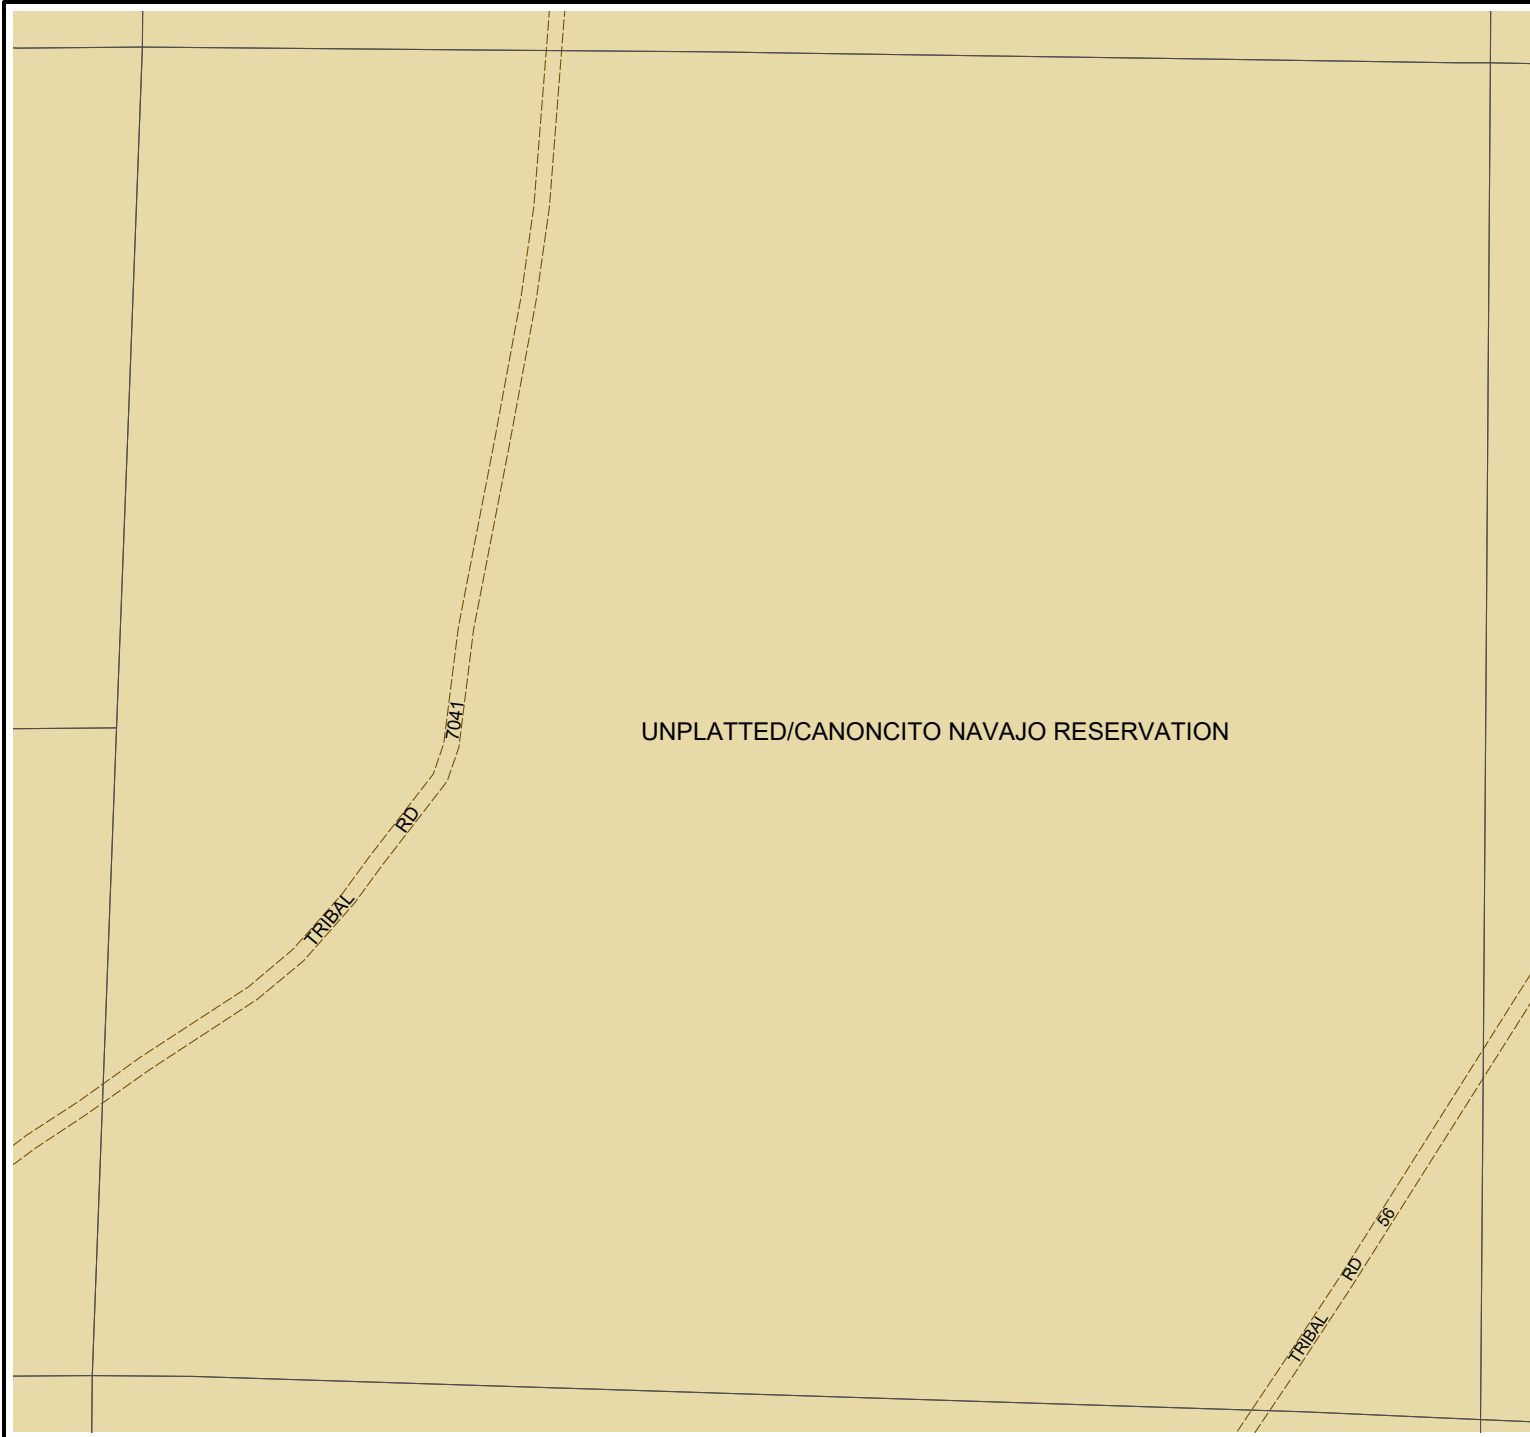 UNPLATTED/CANONCITO NAVAJO RESERVATION
TRIBAL RD 7041
TRIBAL RD 56